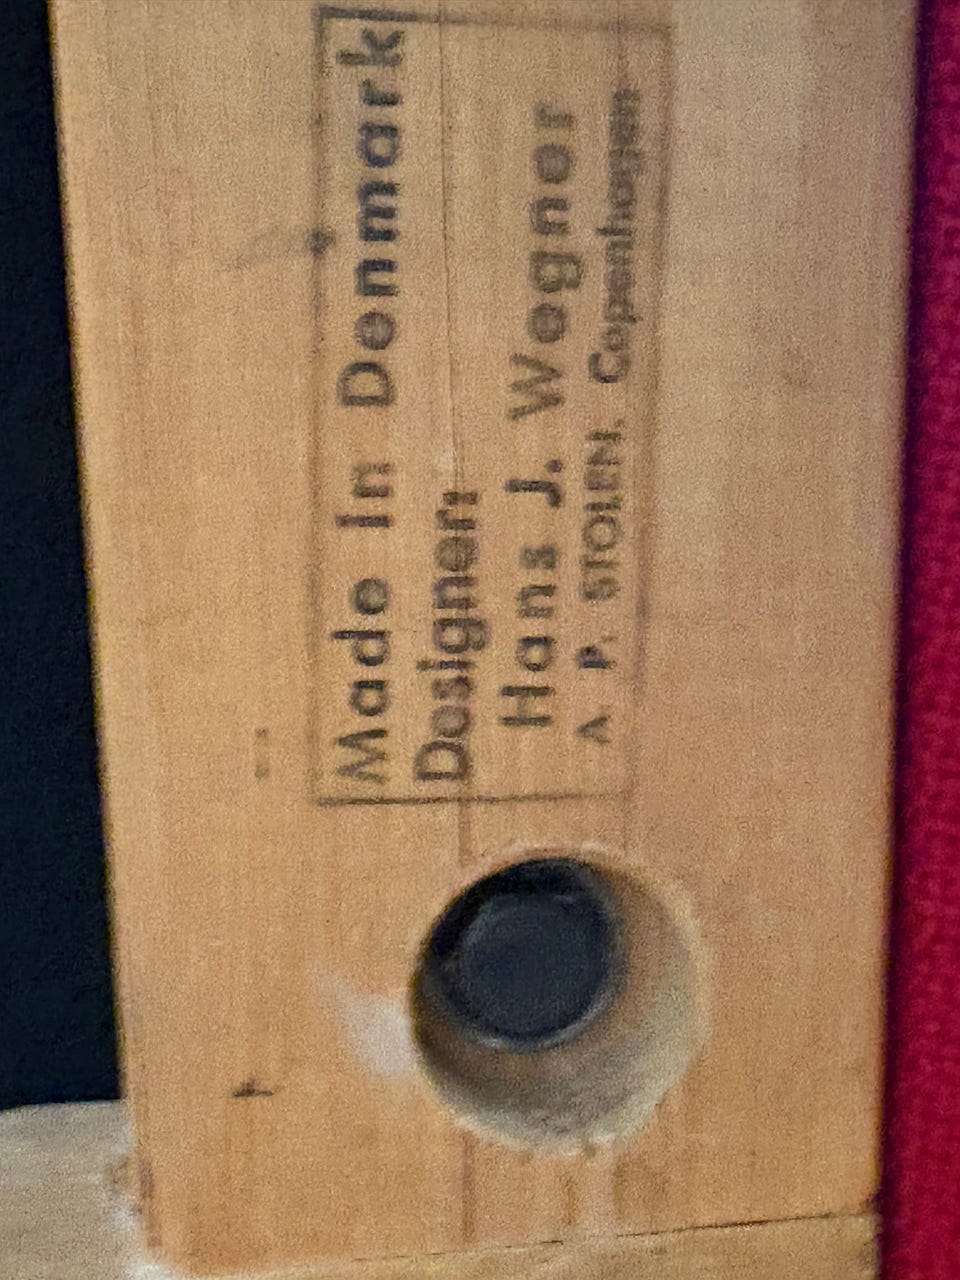 Made In Denmark
Designer:
Hans J. Wegner
A. P. STOLEN. Copenhagen